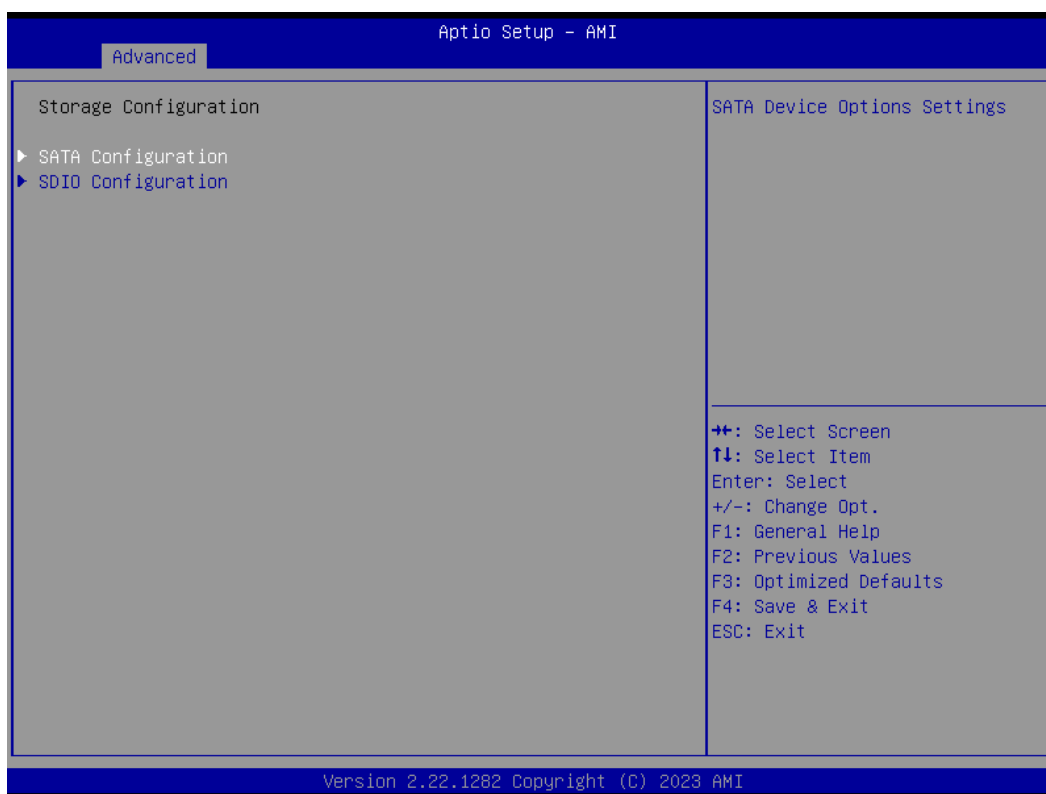 Aptio Setup – AMI
Advanced
Storage Configuration
SATA Configuration
SDIO Configuration
SATA Device Options Settings
→←: Select Screen
↑↓: Select Item
Enter: Select
+/-: Change Opt.
F1: General Help
F2: Previous Values
F3: Optimized Defaults
F4: Save & Exit
ESC: Exit
Version 2.22.1282 Copyright (C) 2023 AMI